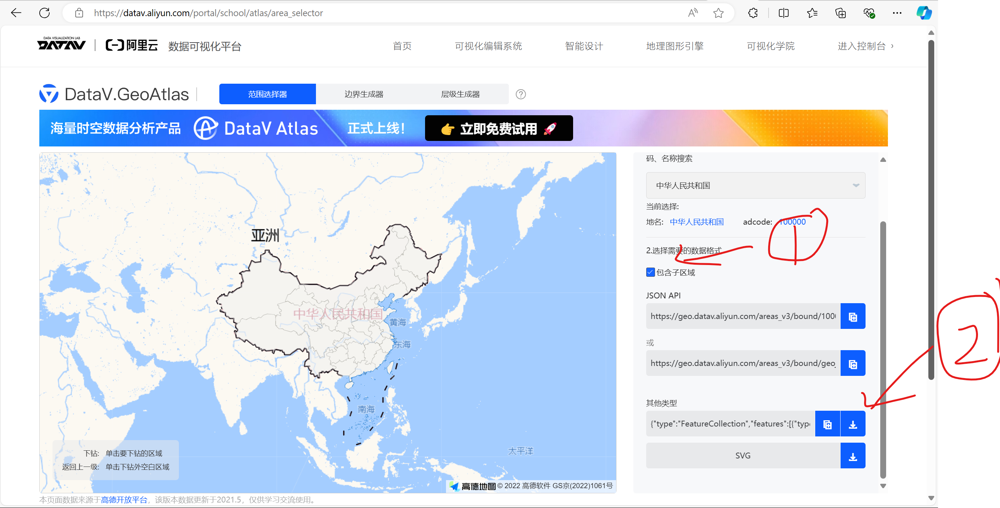 https://datav.aliyun.com/portal/school/atlas/area_selector
DATA VISUALIZATION LAB
DATAV
阿里云
数据可视化平台
首页
可视化编辑系统
智能设计
地理图形引擎
可视化学院
进入控制台 ›
DataV.GeoAtlas
范围选择器
边界生成器
层级生成器
?
海量时空数据分析产品
DataV Atlas
正式上线!
立即免费试用
码、名称搜索
中华人民共和国
当前选择:
地名: 中华人民共和国 adcode: 100000
1
2.选择需要的数据格式
包含子区域
JSON API
https://geo.datav.aliyun.com/areas_v3/bound/100
或
https://geo.datav.aliyun.com/areas_v3/bound/geo_
2
其他类型
{"type":"FeatureCollection","features":[{"type
SVG
亚洲
中华人民共和国
黄海
东海
南海
太平洋
下钻: 单击要下钻的区域
返回上一级: 单击下钻外空白区域
高德地图 © 2022 高德软件 GS京(2022)1061号
本页面数据来源于高德开放平台，该版本数据更新于2021.5，仅供学习交流使用。